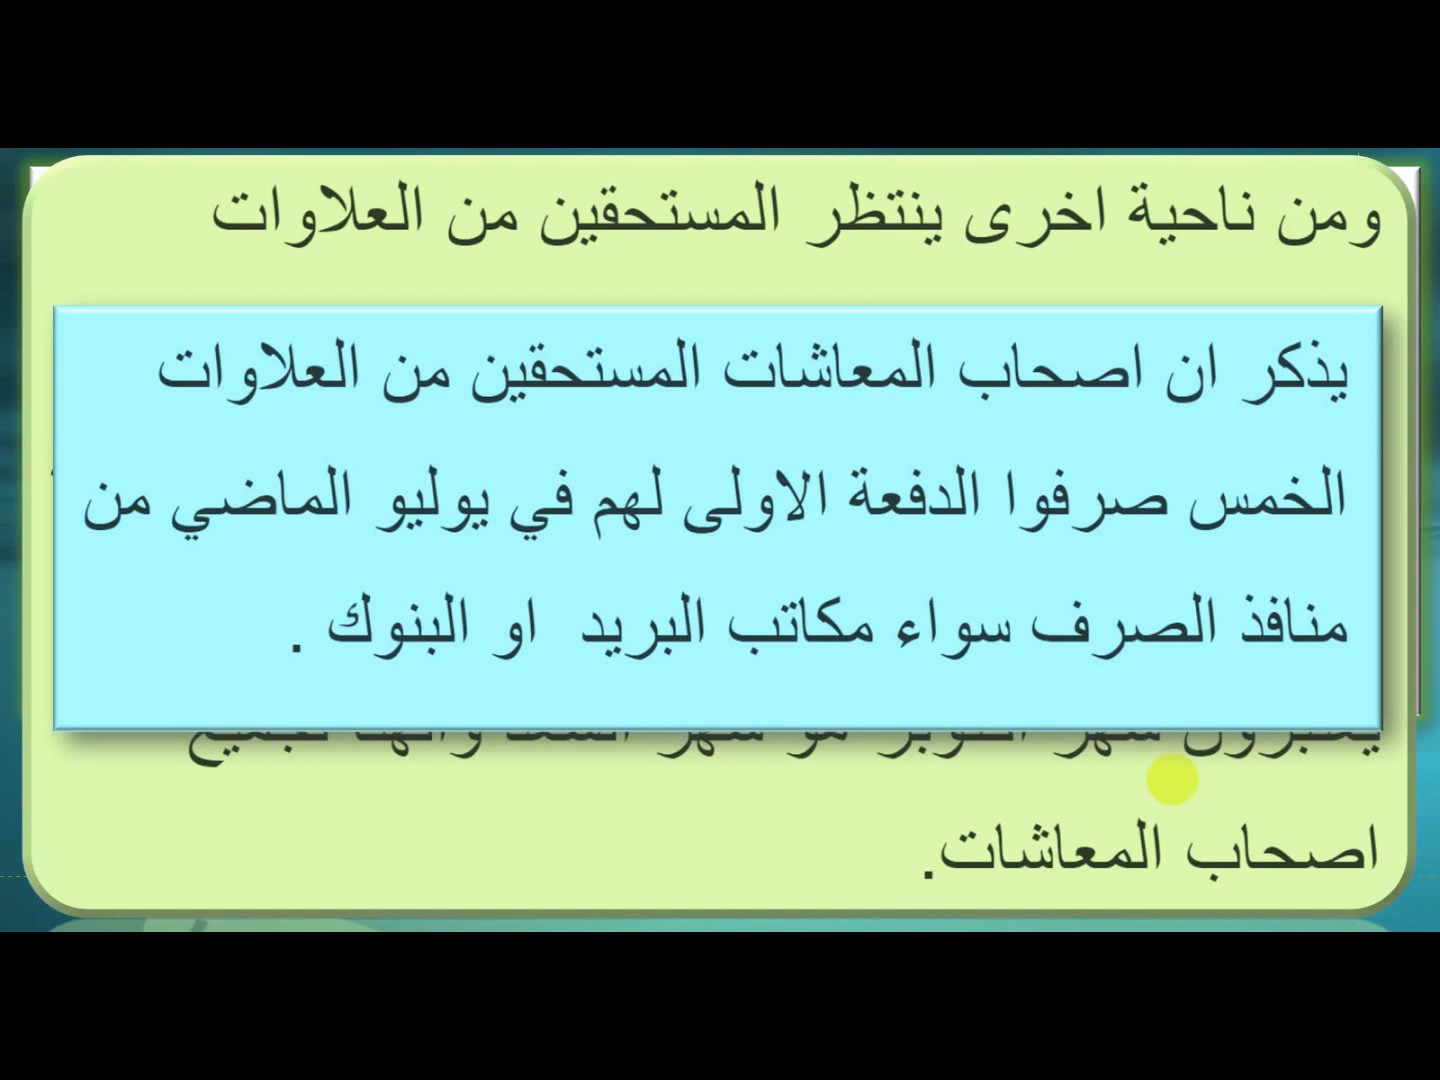 ومن ناحية اخرى ينتظر المستحقين من العلاوات
يذكر ان اصحاب المعاشات المستحقين من العلاوات
الخمس صرفوا الدفعة الاولى لهم في يوليو الماضي من
منافذ الصرف سواء مكاتب البريد او البنوك .
اصحاب المعاشات.